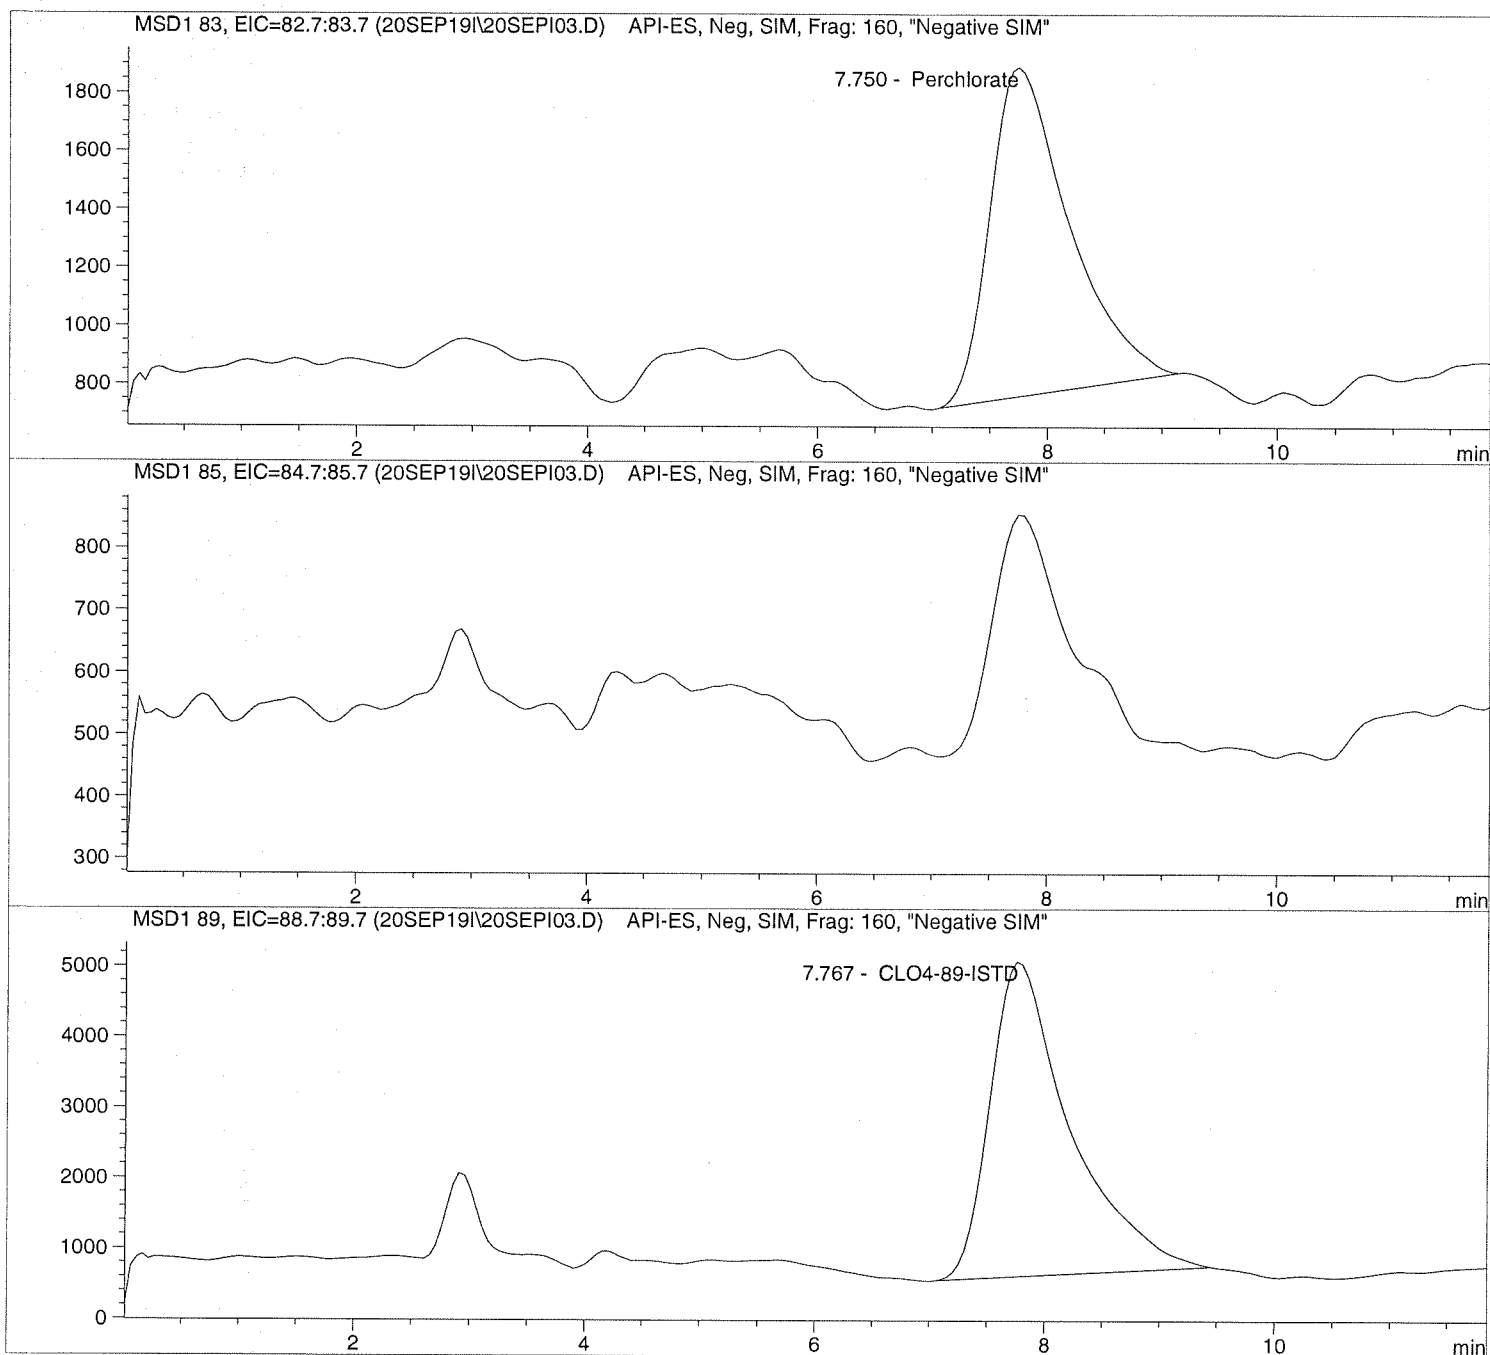 MSD1 83, EIC=82.7:83.7 (20SEP19I\20SEPI03.D) API-ES, Neg, SIM, Frag: 160, "Negative SIM"
7.750 - Perchlorate
1800
1600
1400
1200
1000
800
2 4 6 8 10 min
MSD1 85, EIC=84.7:85.7 (20SEP19I\20SEPI03.D) API-ES, Neg, SIM, Frag: 160, "Negative SIM"
800
700
600
500
400
300
2 4 6 8 10 min
MSD1 89, EIC=88.7:89.7 (20SEP19I\20SEPI03.D) API-ES, Neg, SIM, Frag: 160, "Negative SIM"
7.767 - CLO4-89-ISTD
5000
4000
3000
2000
1000
0
2 4 6 8 10 min